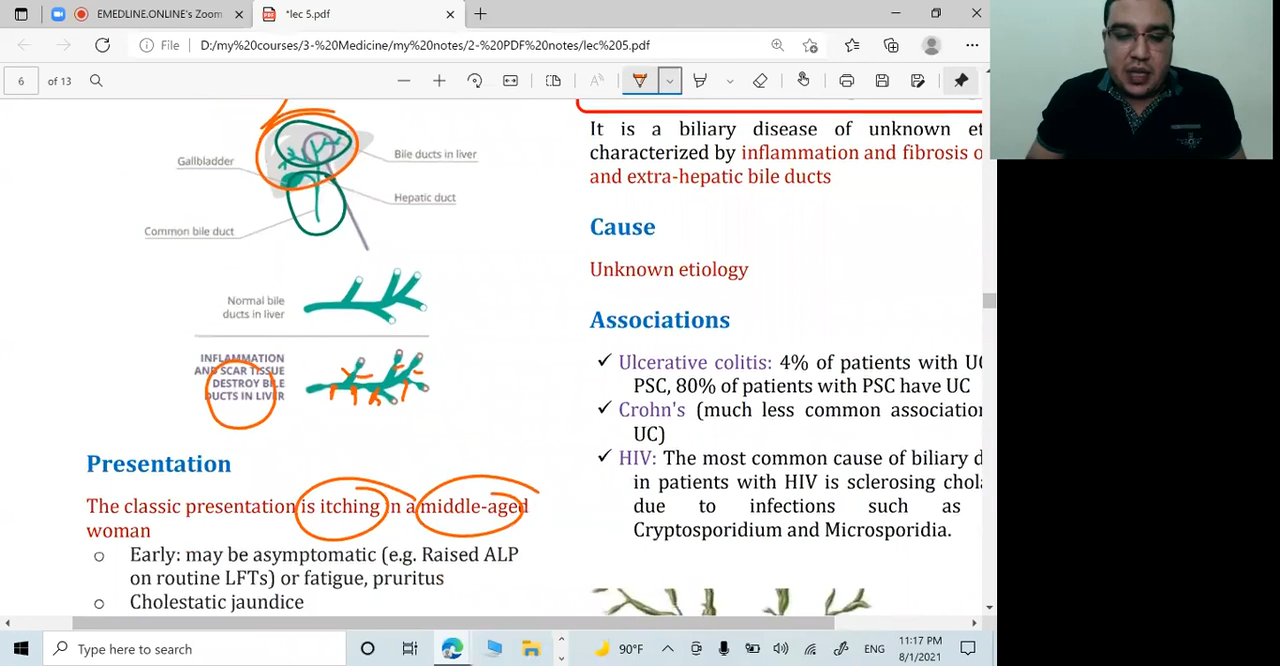 EMEDLINE.ONLINE's Zoom
*lec 5.pdf
File
D:/my%20courses/3-%20Medicine/my%20notes/2-%20PDF%20notes/lec%205.pdf
6
of 13
Gallbladder
Bile ducts in liver
Hepatic duct
Common bile duct
Normal bile
ducts in liver
INFLAMMATION
AND SCAR TISSUE
DESTROY BILE
DUCTS IN LIVER
Presentation
The classic presentation is itching in a middle-aged
woman
o Early: may be asymptomatic (e.g. Raised ALP
on routine LFTs) or fatigue, pruritus
o Cholestatic jaundice
It is a biliary disease of unknown et
characterized by inflammation and fibrosis o
and extra-hepatic bile ducts
Cause
Unknown etiology
Associations
✓ Ulcerative colitis: 4% of patients with U
PSC, 80% of patients with PSC have UC
✓ Crohn's (much less common association
UC)
✓ HIV: The most common cause of biliary d
in patients with HIV is sclerosing chol
due to infections such as
Cryptosporidium and Microsporidia.
Type here to search
90°F
ENG
11:17 PM
8/1/2021